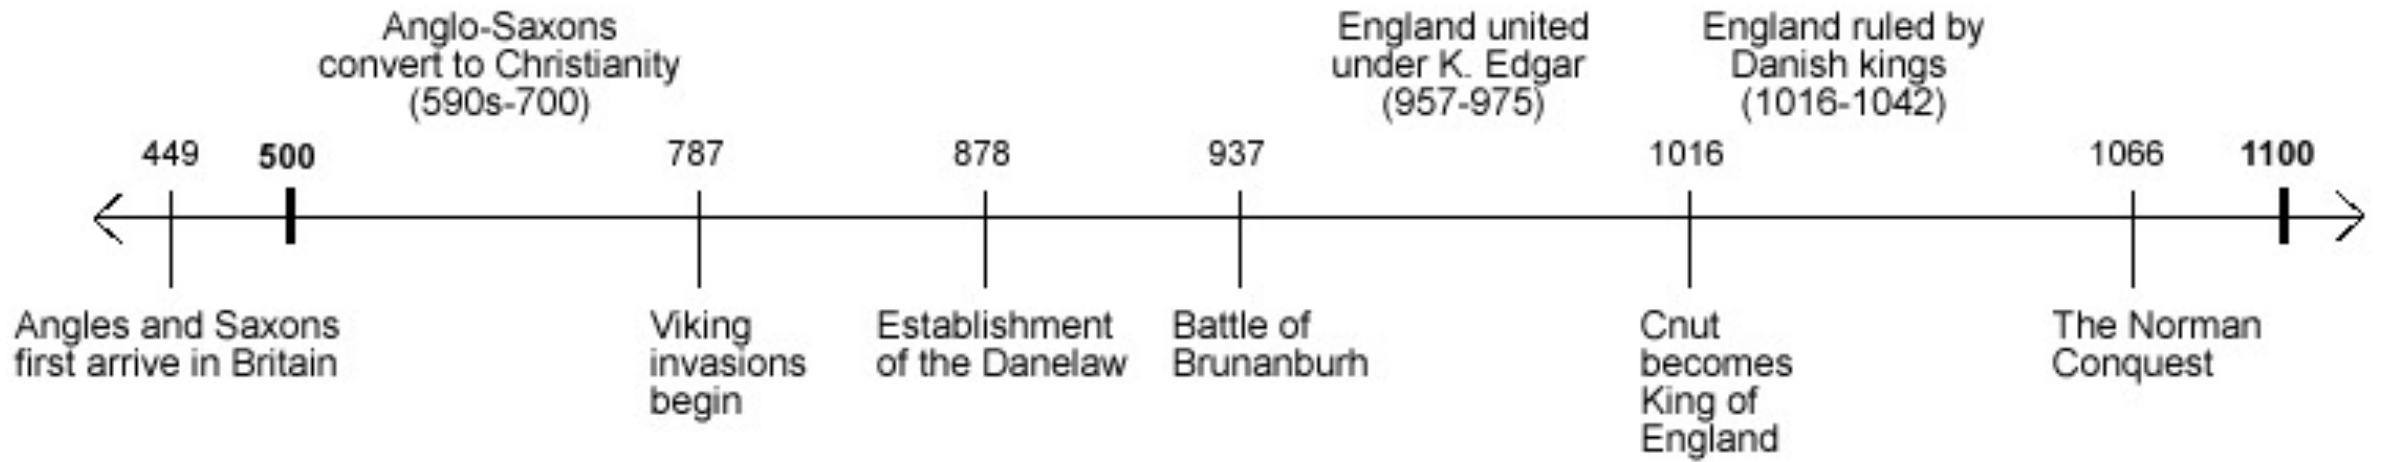 Anglo-Saxons
convert to Christianity
(590s-700)
England united
under K. Edgar
(957-975)
England ruled by
Danish kings
(1016-1042)
449
500
787
878
937
1016
1066
1100
Angles and Saxons
first arrive in Britain
Viking
invasions
begin
Establishment
of the Danelaw
Battle of
Brunanburh
Cnut
becomes
King of
England
The Norman
Conquest